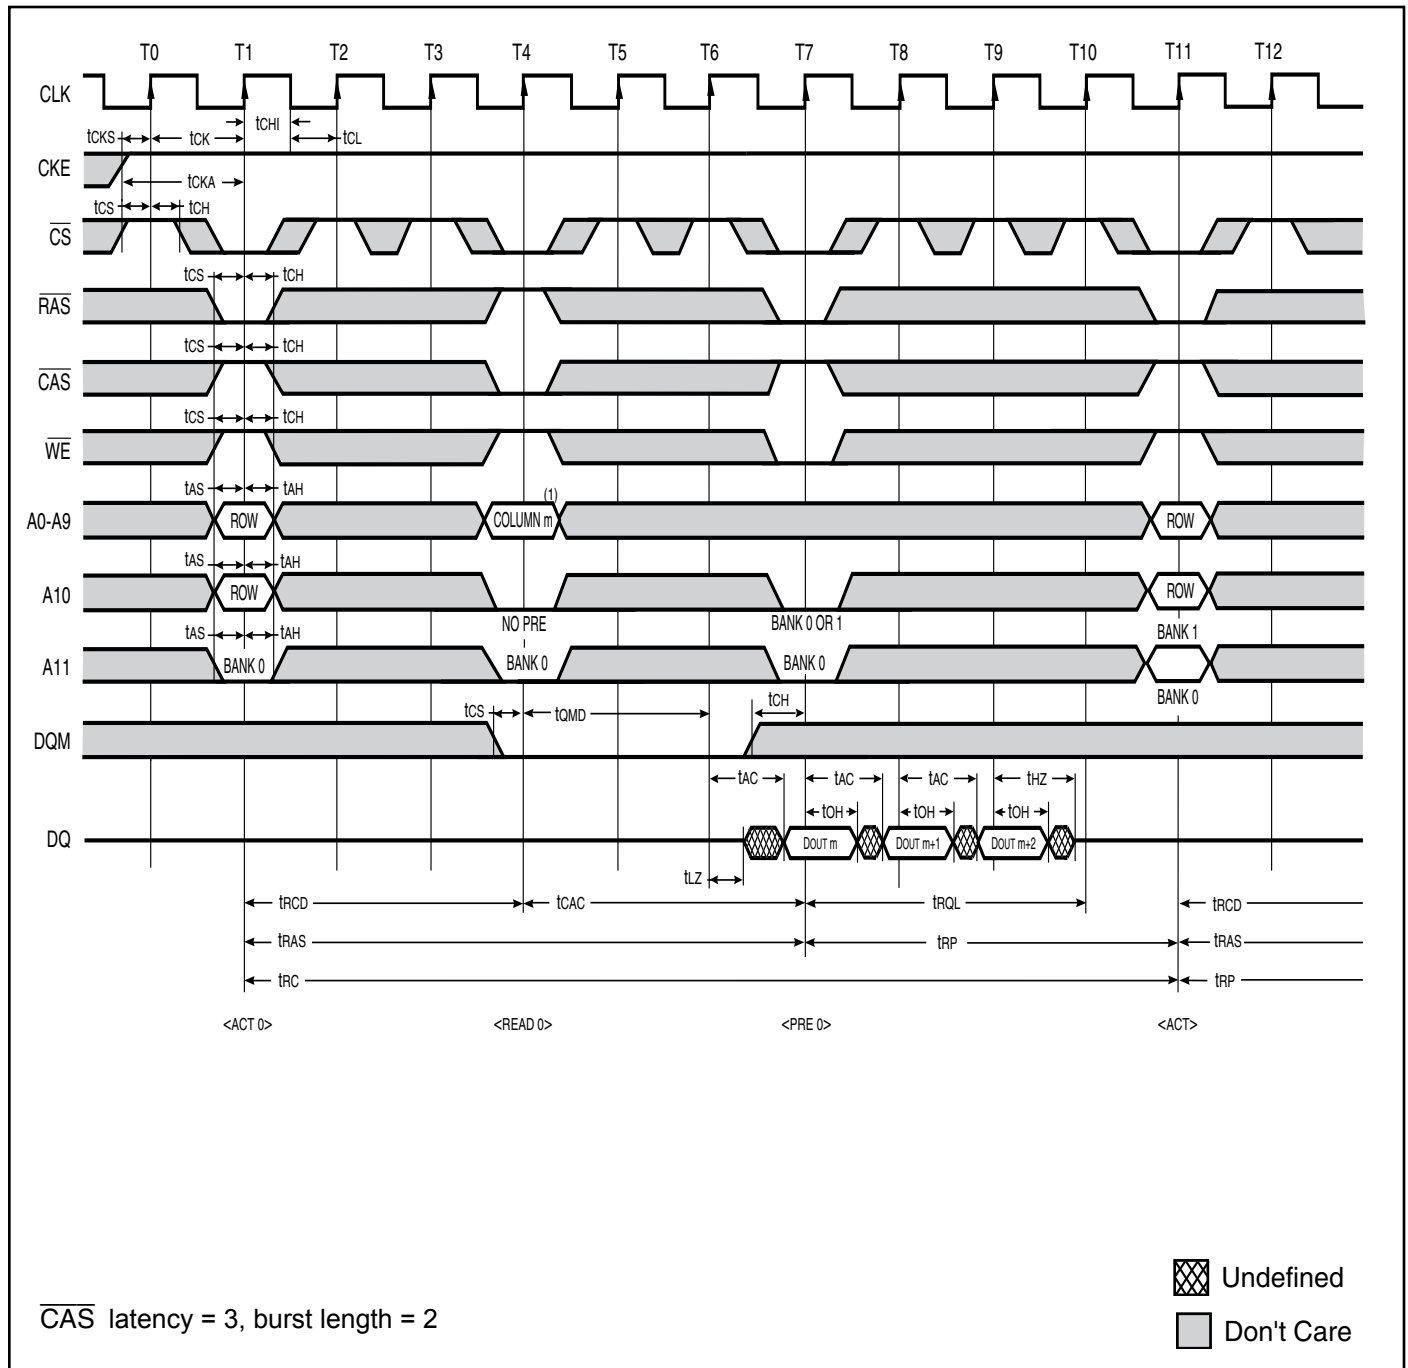 T0 T1 T2 T3 T4 T5 T6 T7 T8 T9 T10 T11 T12
CLK
tCHI
tCKS tCK tCL
CKE
tCKA
tCS tCH
CS
tCS tCH
RAS
tCS tCH
CAS
tCS tCH
WE
tAS tAH (1)
A0-A9 ROW COLUMN m ROW
tAS tAH
A10 ROW ROW
NO PRE BANK 0 OR 1 BANK 1
tAS tAH
A11 BANK 0 BANK 0 BANK 0
BANK 0
tCS tQMD tCH
DQM
tAC tAC tAC tHZ
tOH tOH tOH
DQ DOUT m DOUT m+1 DOUT m+2
tLZ
tRCD tCAC tRQL tRCD
tRAS tRP tRAS
tRC tRP
<ACT 0> <READ 0> <PRE 0> <ACT>
Undefined
CAS latency = 3, burst length = 2
Don't Care